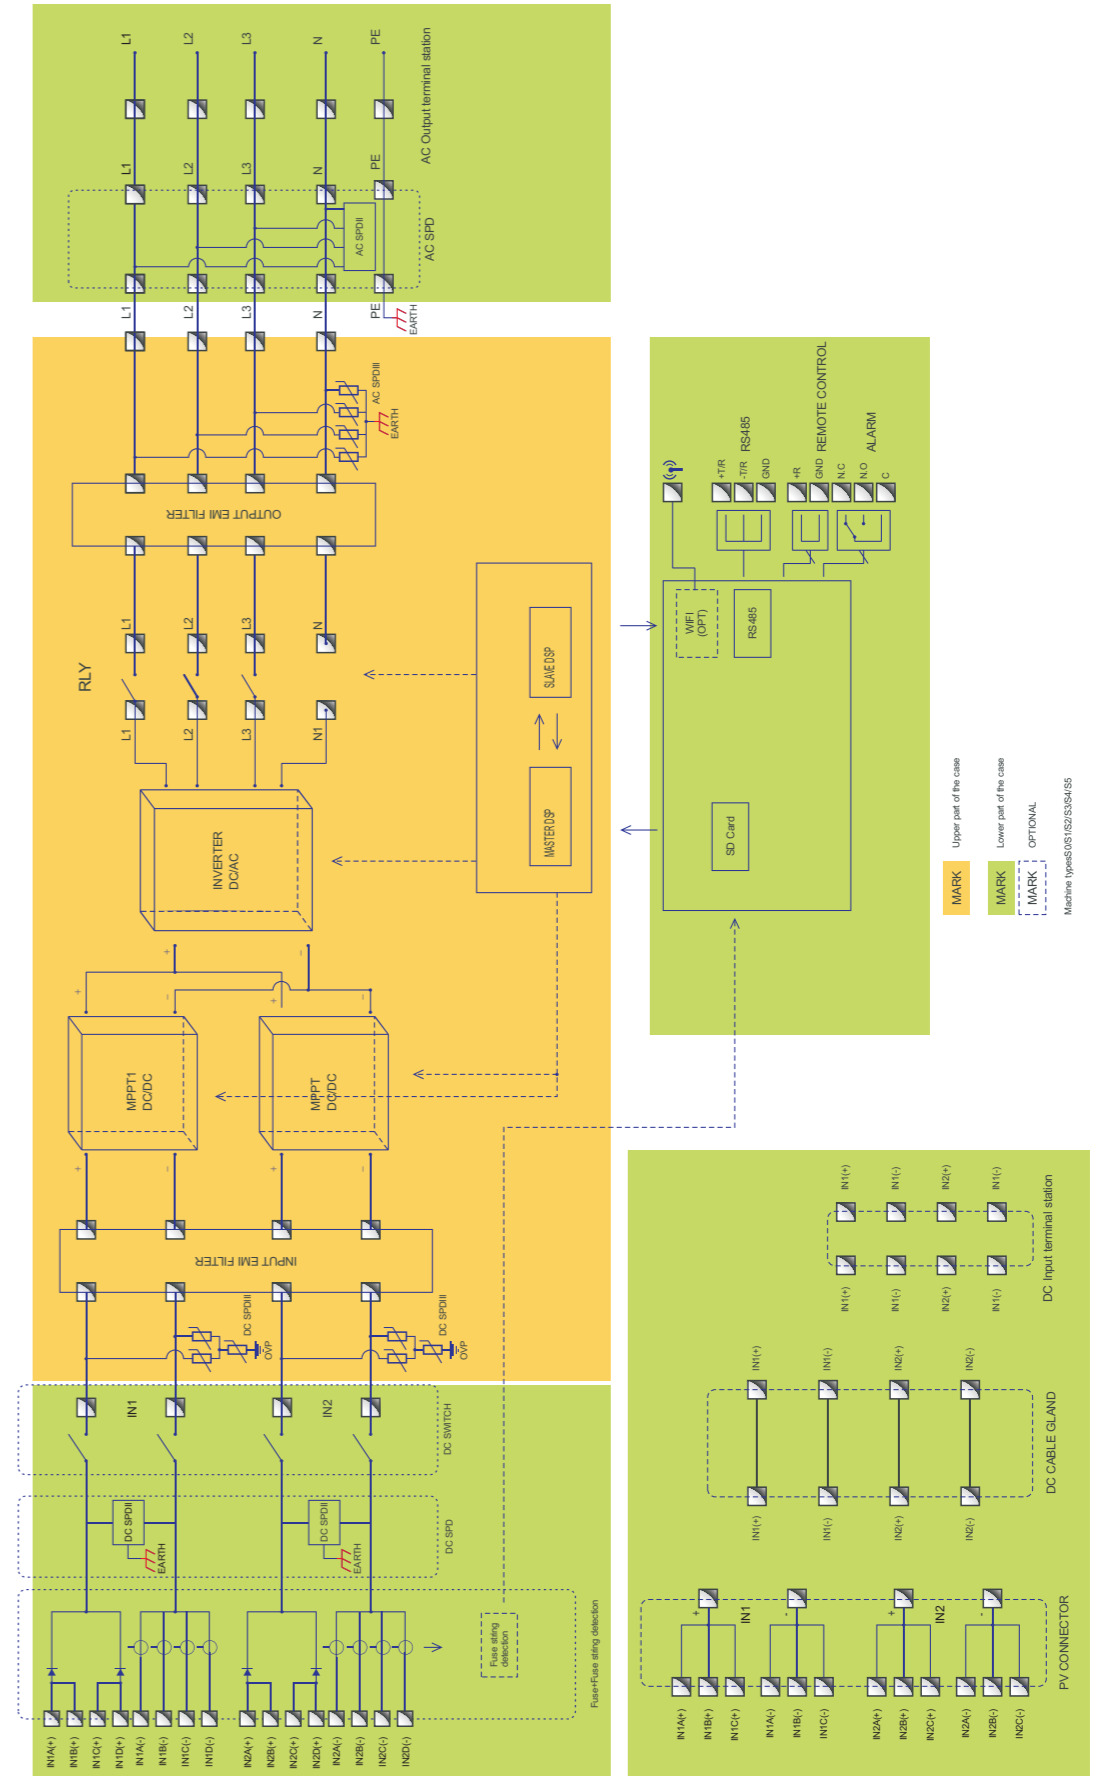 L1
L2
L3
N
PE
AC Output terminal station
L1
L2
L3
N
PE
AC SPDII
AC SPD
L1
L2
L3
N
PE
EARTH
AC SPDIII
EARTH
OUTPUT EMI FILTER
L1
L2
L3
N
RLY
L1
L2
L3
N1
INVERTER
DC/AC
SLAVE DSP
MASTER DSP
+
−
+
−
+
−
MPPT1
DC/DC
MPPT
DC/DC
+
−
+
−
INPUT EMI FILTER
DC SPDIII
OVP
DC SPDIII
OVP
IN1
IN2
DC SWITCH
DC SPDII
EARTH
DC SPDII
EARTH
DC SPD
Fuse string
detection
Fuse+Fuse string detection
IN1A(+)
IN1B(+)
IN1C(+)
IN1D(+)
IN1A(-)
IN1B(-)
IN1C(-)
IN1D(-)
IN2A(+)
IN2B(+)
IN2C(+)
IN2D(+)
IN2A(-)
IN2B(-)
IN2C(-)
IN2D(-)
+T/R
-T/R
GND
RS485
+R
GND
REMOTE CONTROL
N.C
N.O
C
ALARM
WIFI
(OPT)
RS485
SD Card
MARK
Upper part of the case
MARK
Lower part of the case
MARK
OPTIONAL
Machine typesS0/S1/S2/S3/S4/S5
IN1(+)
IN1(-)
IN2(+)
IN1(-)
IN1(+)
IN1(-)
IN2(+)
IN1(-)
DC Input terminal station
IN1(+)
IN1(-)
IN2(+)
IN2(-)
IN1(+)
IN1(-)
IN2(+)
IN2(-)
DC CABLE GLAND
+
IN1
-
+
IN2
-
IN1A(+)
IN1B(+)
IN1C(+)
IN1A(-)
IN1B(-)
IN1C(-)
IN2A(+)
IN2B(+)
IN2C(+)
IN2A(-)
IN2B(-)
IN2C(-)
PV CONNECTOR